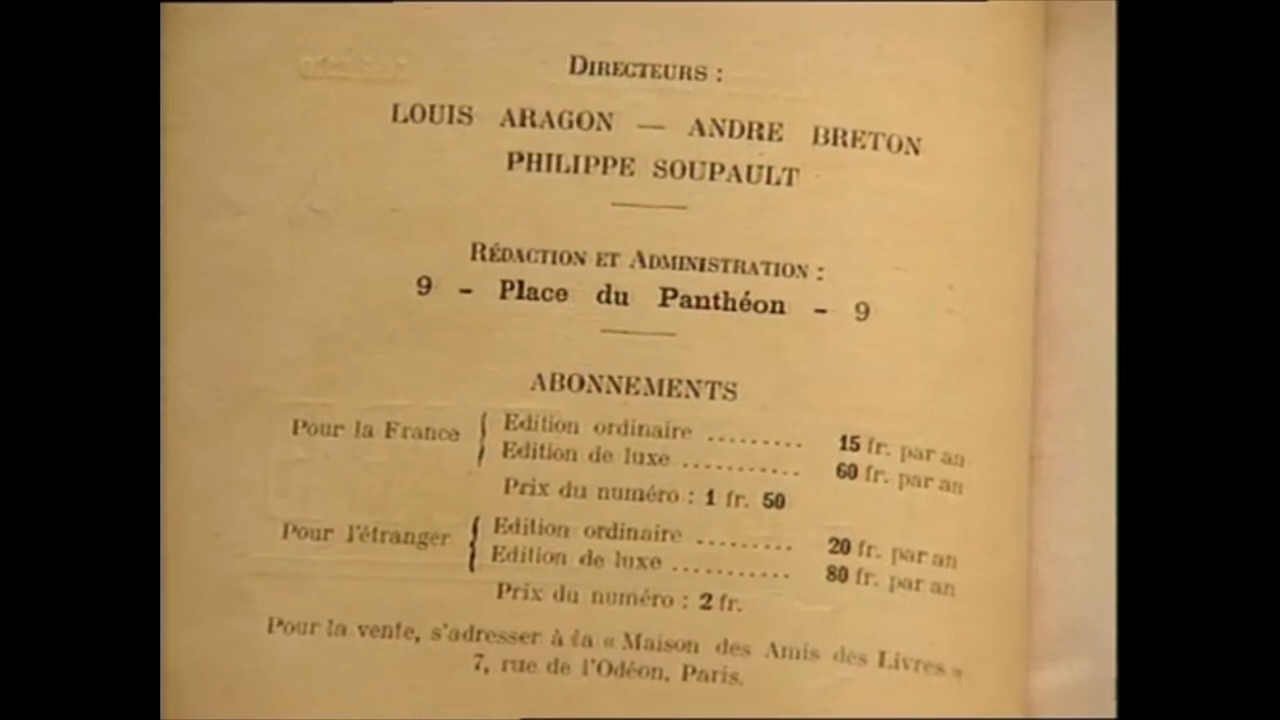 DIRECTEURS :
LOUIS ARAGON — ANDRE BRETON
PHILIPPE SOUPAULT
RÉDACTION ET ADMINISTRATION :
9 - Place du Panthéon - 9
ABONNEMENTS
Pour la France { Edition ordinaire ......... 15 fr. par an
Edition de luxe ........... 60 fr. par an
Prix du numéro : 1 fr. 50
Pour l'étranger { Edition ordinaire ......... 20 fr. par an
Edition de luxe ........... 80 fr. par an
Prix du numéro : 2 fr.
Pour la vente, s'adresser à la « Maison des Amis des Livres »
7, rue de l'Odéon, Paris.